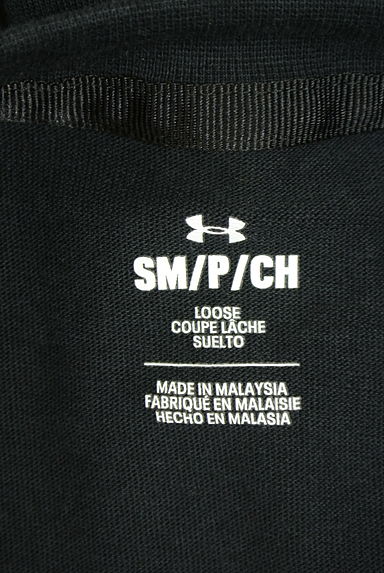 SM/P/CH
LOOSE
COUPE LÂCHE
SUELTO
MADE IN MALAYSIA
FABRIQUÉ EN MALAISIE
HECHO EN MALASIA